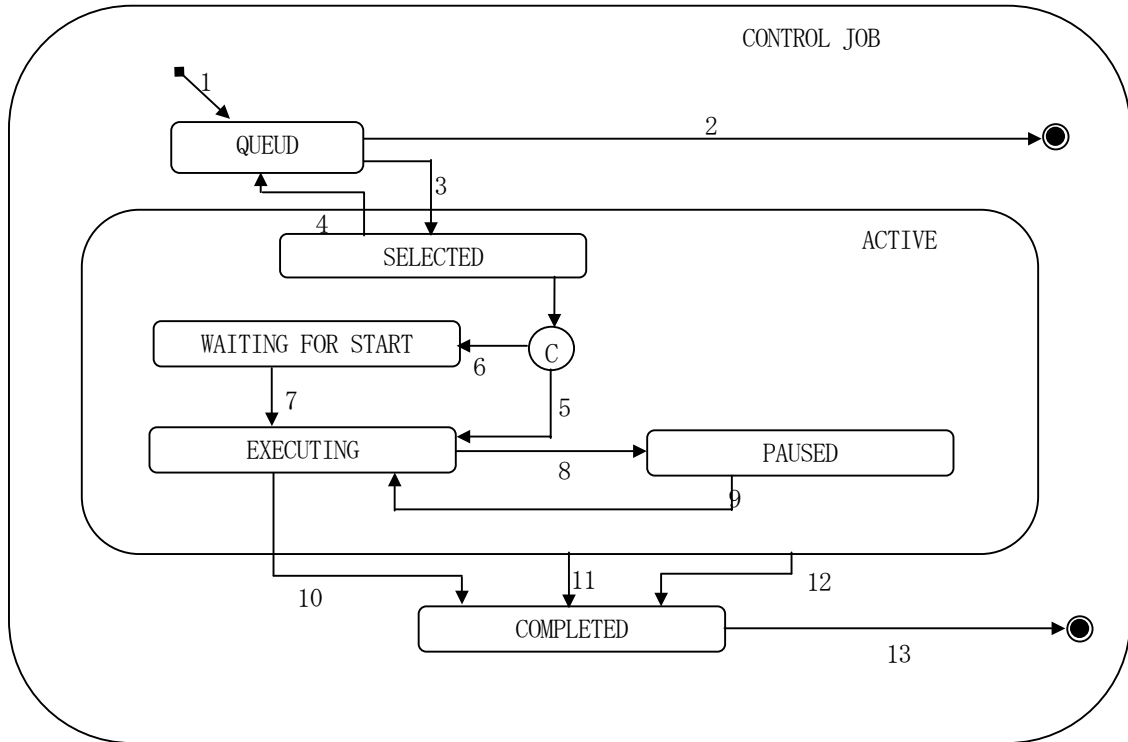 CONTROL JOB
1
QUEUD
2
3
4
ACTIVE
SELECTED
WAITING FOR START
6
C
7
5
EXECUTING
8
PAUSED
9
10
11
12
COMPLETED
13